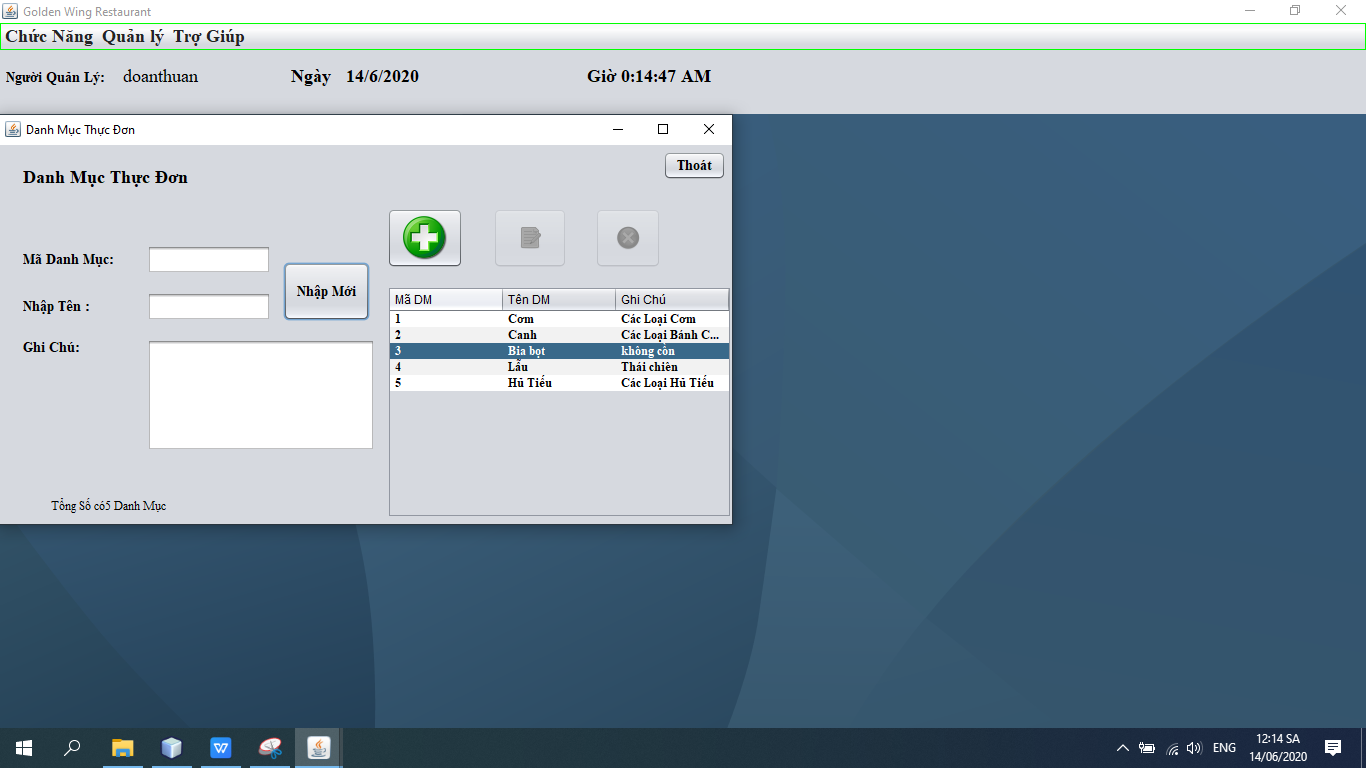 Golden Wing Restaurant
Chức Năng Quản lý Trợ Giúp
Người Quản Lý: doanthuan Ngày 14/6/2020 Giờ 0:14:47 AM
Danh Mục Thực Đơn
Thoát
Danh Mục Thực Đơn
Mã Danh Mục:
Nhập Tên :
Nhập Mới
Ghi Chú:
Mã DM Tên DM Ghi Chú
1 Cơm Các Loại Cơm
2 Canh Các Loại Bánh C...
3 Bia bọt không cồn
4 Lẩu Thái chiên
5 Hủ Tiếu Các Loại Hủ Tiếu
Tổng Số có5 Danh Mục
ENG
12:14 SA
14/06/2020